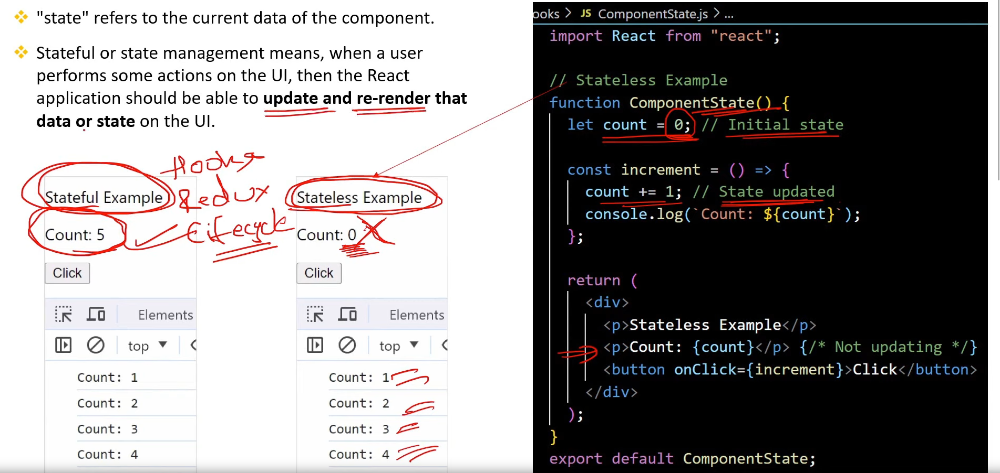 "state" refers to the current data of the component.
Stateful or state management means, when a user
performs some actions on the UI, then the React
application should be able to update and re-render that
data or state on the UI.
Hooks
Redux
Lifecycle
Stateful Example
Count: 5
Click
Elements
top
Count: 1
Count: 2
Count: 3
Count: 4
Stateless Example
Count: 0
Click
Elements
top
Count: 1
Count: 2
Count: 3
Count: 4
ooks > JS ComponentState.js > ...
import React from "react";
// Stateless Example
function ComponentState() {
let count = 0; // Initial state
const increment = () => {
count += 1; // State updated
console.log(`Count: ${count}`);
};
return (
<div>
<p>Stateless Example</p>
<p>Count: {count}</p> {/* Not updating */}
<button onClick={increment}>Click</button>
</div>
);
}
export default ComponentState;